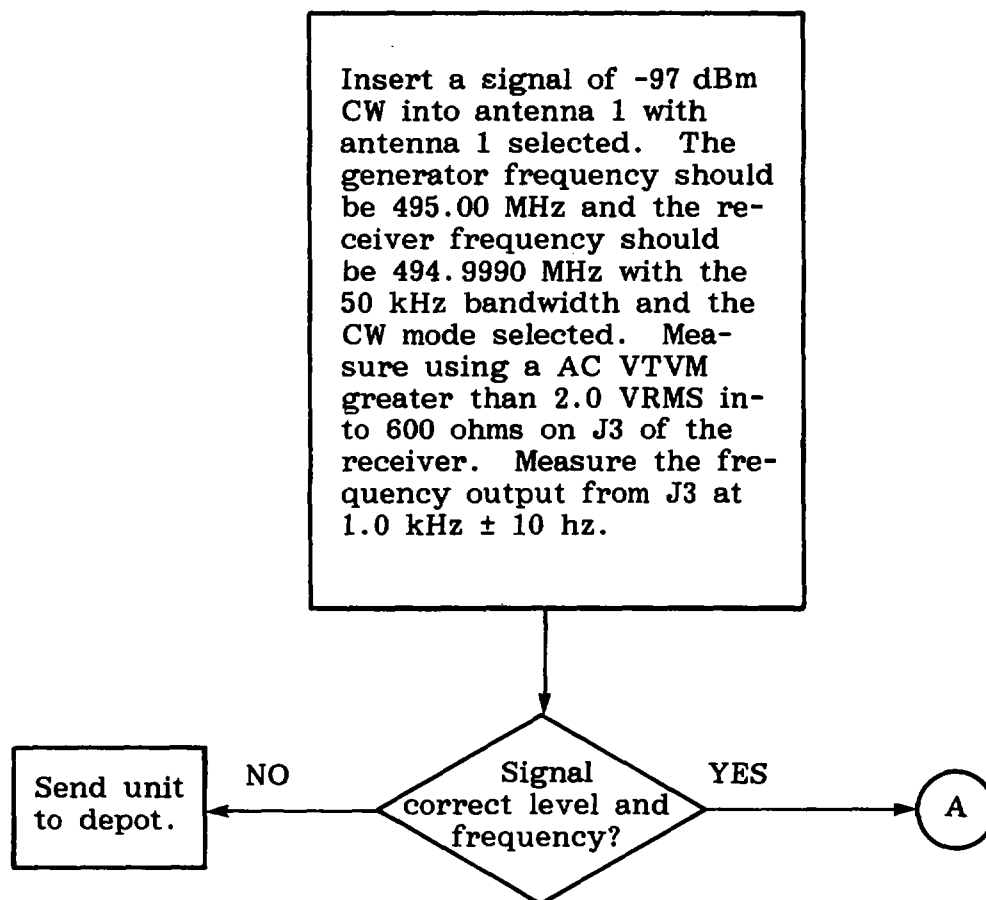 Insert a signal of -97 dBm
CW into antenna 1 with
antenna 1 selected. The
generator frequency should
be 495.00 MHz and the re-
ceiver frequency should
be 494.9990 MHz with the
50 kHz bandwidth and the
CW mode selected. Mea-
sure using a AC VTVM
greater than 2.0 VRMS in-
to 600 ohms on J3 of the
receiver. Measure the fre-
quency output from J3 at
1.0 kHz ± 10 hz.
Send unit
to depot.
NO
Signal
correct level and
frequency?
YES
A